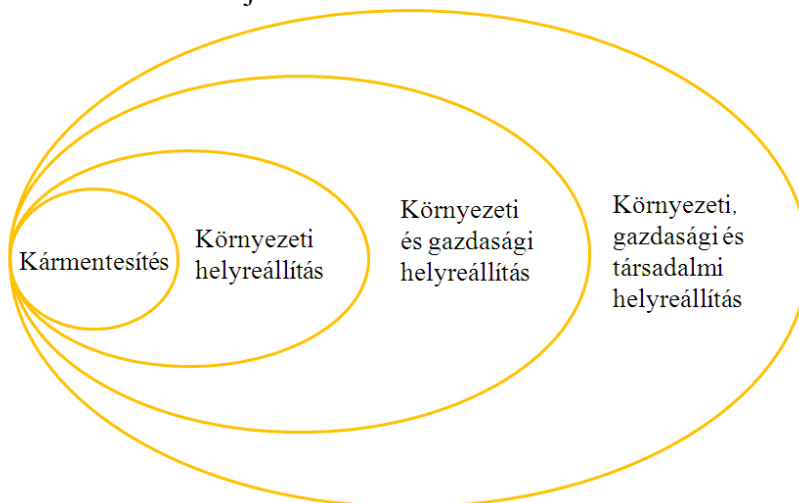 Kármentesítés
Környezeti
helyreállítás
Környezeti
és gazdasági
helyreállítás
Környezeti,
gazdasági és
társadalmi
helyreállítás